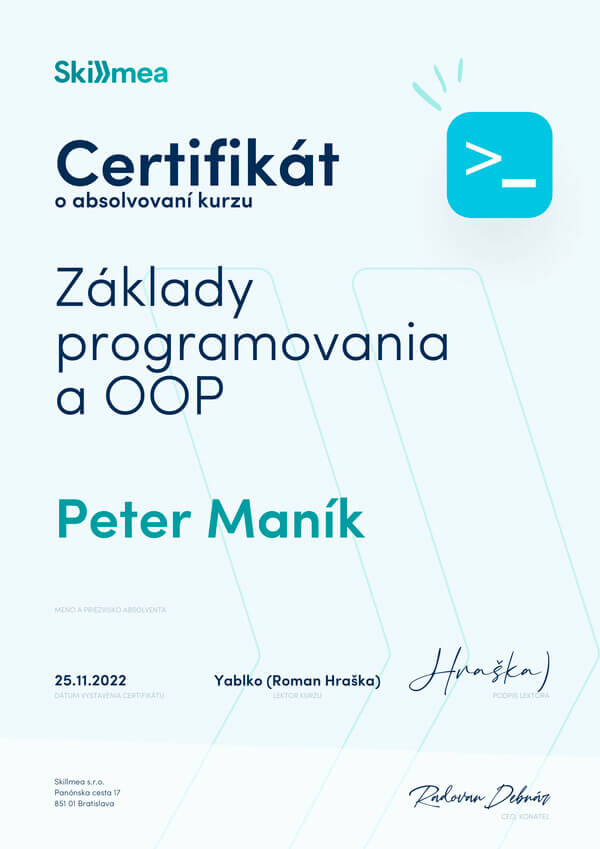 Skillmea
Certifikát
o absolvovaní kurzu
>_
Základy
programovania
a OOP
Peter Maník
MENO A PRIEZVISKO ABSOLVENTA
25.11.2022
DÁTUM VYSTAVENIA CERTIFIKÁTU
Yablko (Roman Hraška)
LEKTOR KURZU
Hraška)
PODPIS LEKTORA
Skillmea s.r.o.
Panónska cesta 17
851 01 Bratislava
Radovan Debnár
CEO, KONATEĽ